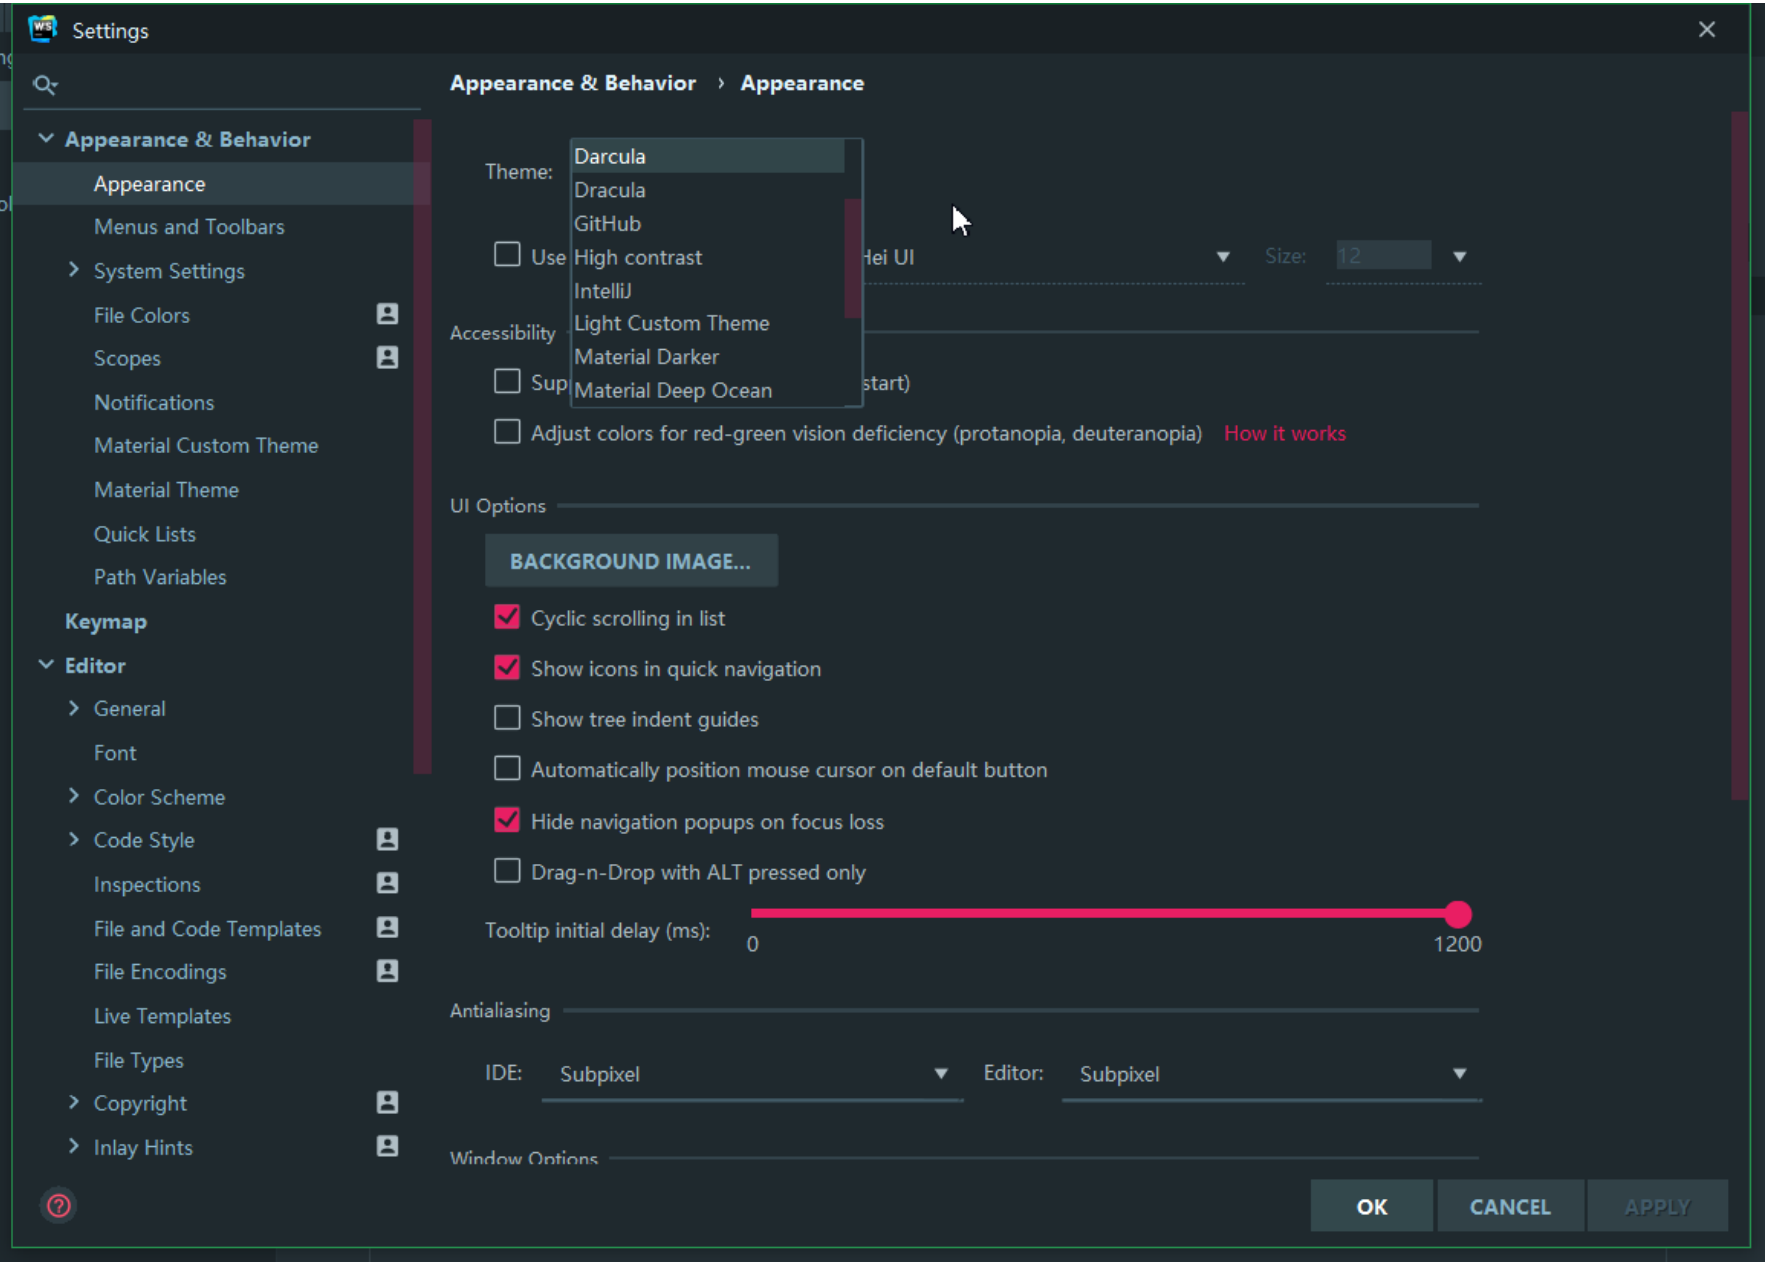 WS Settings
Appearance & Behavior
Appearance
Menus and Toolbars
System Settings
File Colors
Scopes
Notifications
Material Custom Theme
Material Theme
Quick Lists
Path Variables
Keymap
Editor
General
Font
Color Scheme
Code Style
Inspections
File and Code Templates
File Encodings
Live Templates
File Types
Copyright
Inlay Hints
Appearance & Behavior › Appearance
Theme:
Darcula
Dracula
GitHub
High contrast
IntelliJ
Light Custom Theme
Material Darker
Material Deep Ocean
Use Hei UI Size: 12
Accessibility
Sup start)
Adjust colors for red-green vision deficiency (protanopia, deuteranopia) How it works
UI Options
BACKGROUND IMAGE...
Cyclic scrolling in list
Show icons in quick navigation
Show tree indent guides
Automatically position mouse cursor on default button
Hide navigation popups on focus loss
Drag-n-Drop with ALT pressed only
Tooltip initial delay (ms):
0 1200
Antialiasing
IDE: Subpixel Editor: Subpixel
Window Options
? OK CANCEL APPLY